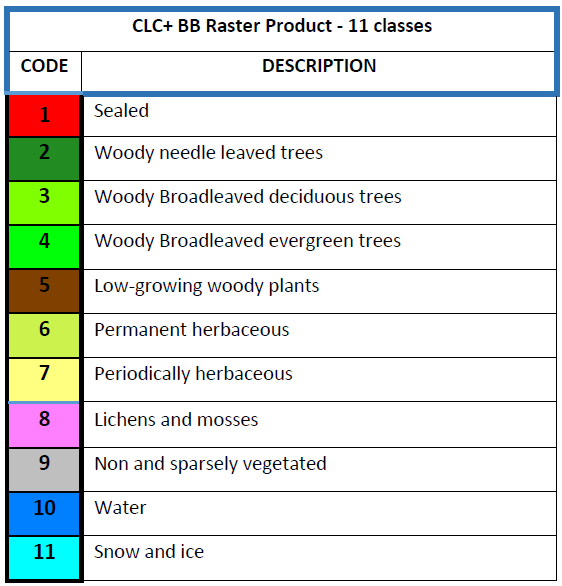 CLC+ BB Raster Product - 11 classes
CODE DESCRIPTION
1 Sealed
2 Woody needle leaved trees
3 Woody Broadleaved deciduous trees
4 Woody Broadleaved evergreen trees
5 Low-growing woody plants
6 Permanent herbaceous
7 Periodically herbaceous
8 Lichens and mosses
9 Non and sparsely vegetated
10 Water
11 Snow and ice